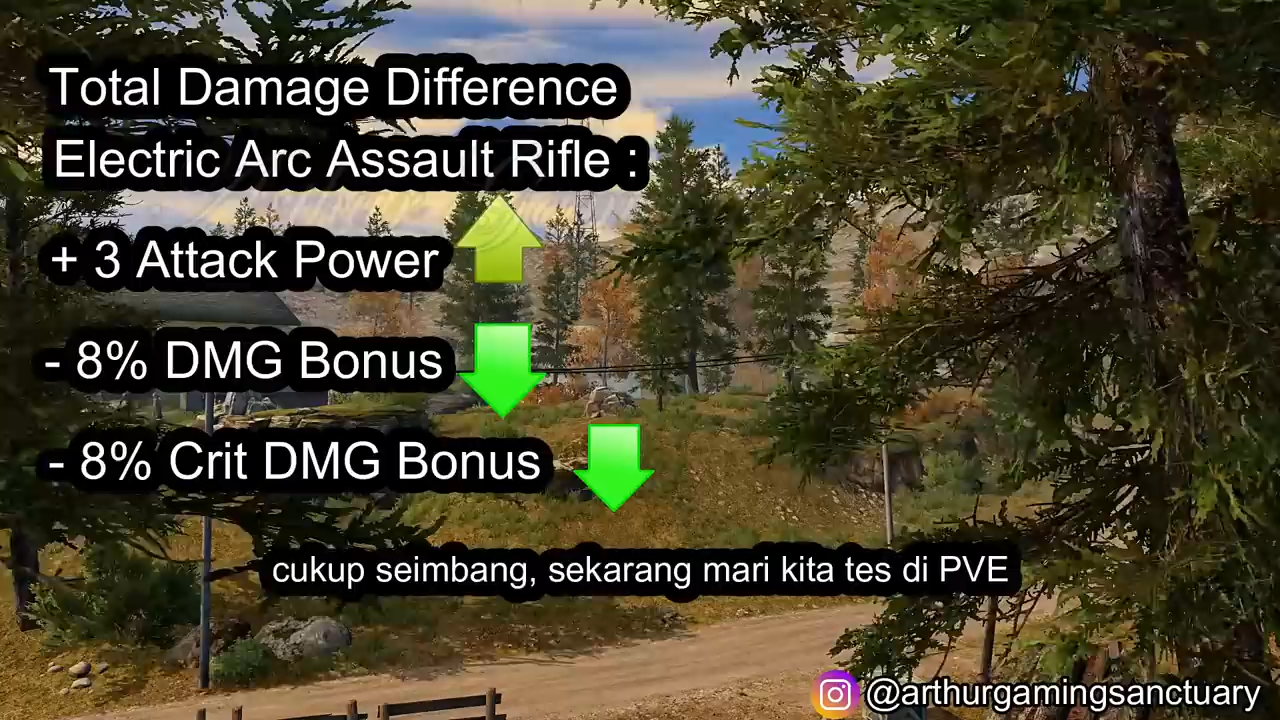 Total Damage Difference
Electric Arc Assault Rifle :
+ 3 Attack Power
- 8% DMG Bonus
- 8% Crit DMG Bonus
cukup seimbang, sekarang mari kita tes di PVE
@arthurgamingsanctuary